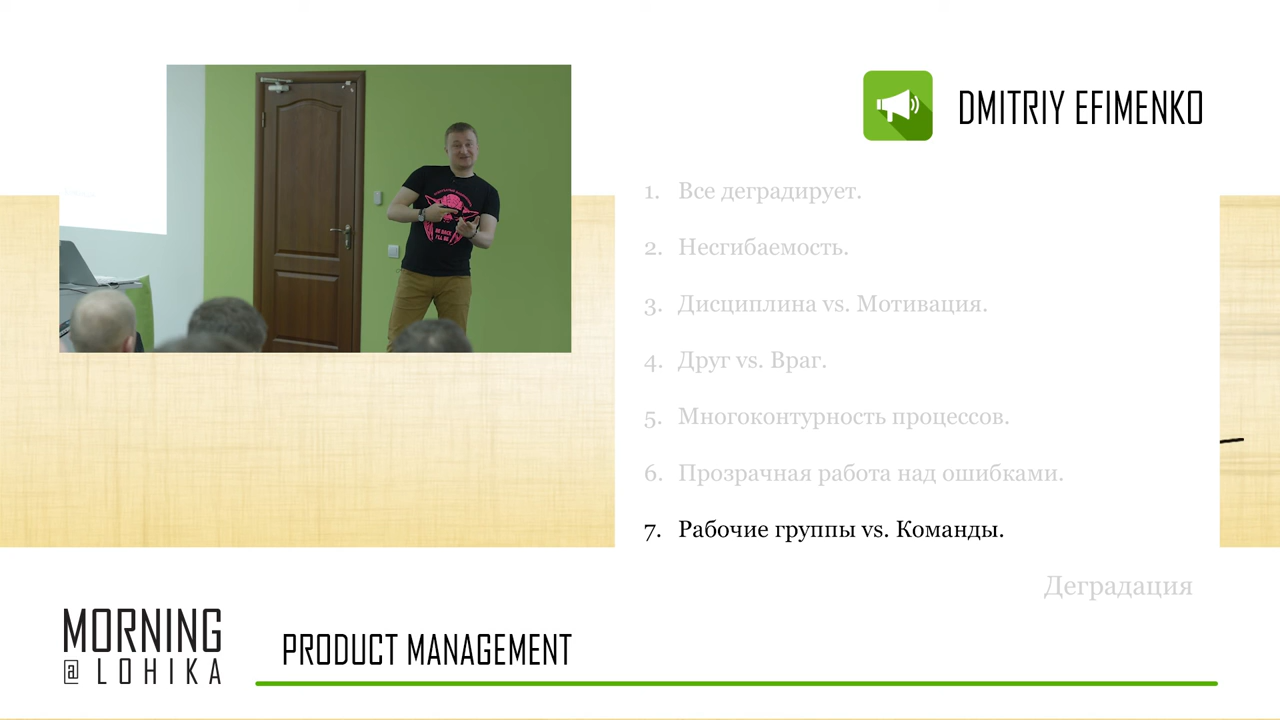 DMITRIY EFIMENKO
1. Все деградирует.
2. Несгибаемость.
3. Дисциплина vs. Мотивация.
4. Друг vs. Враг.
5. Многоконтурность процессов.
6. Прозрачная работа над ошибками.
7. Рабочие группы vs. Команды.
Деградация
MORNING
@ LOHIKA
PRODUCT MANAGEMENT